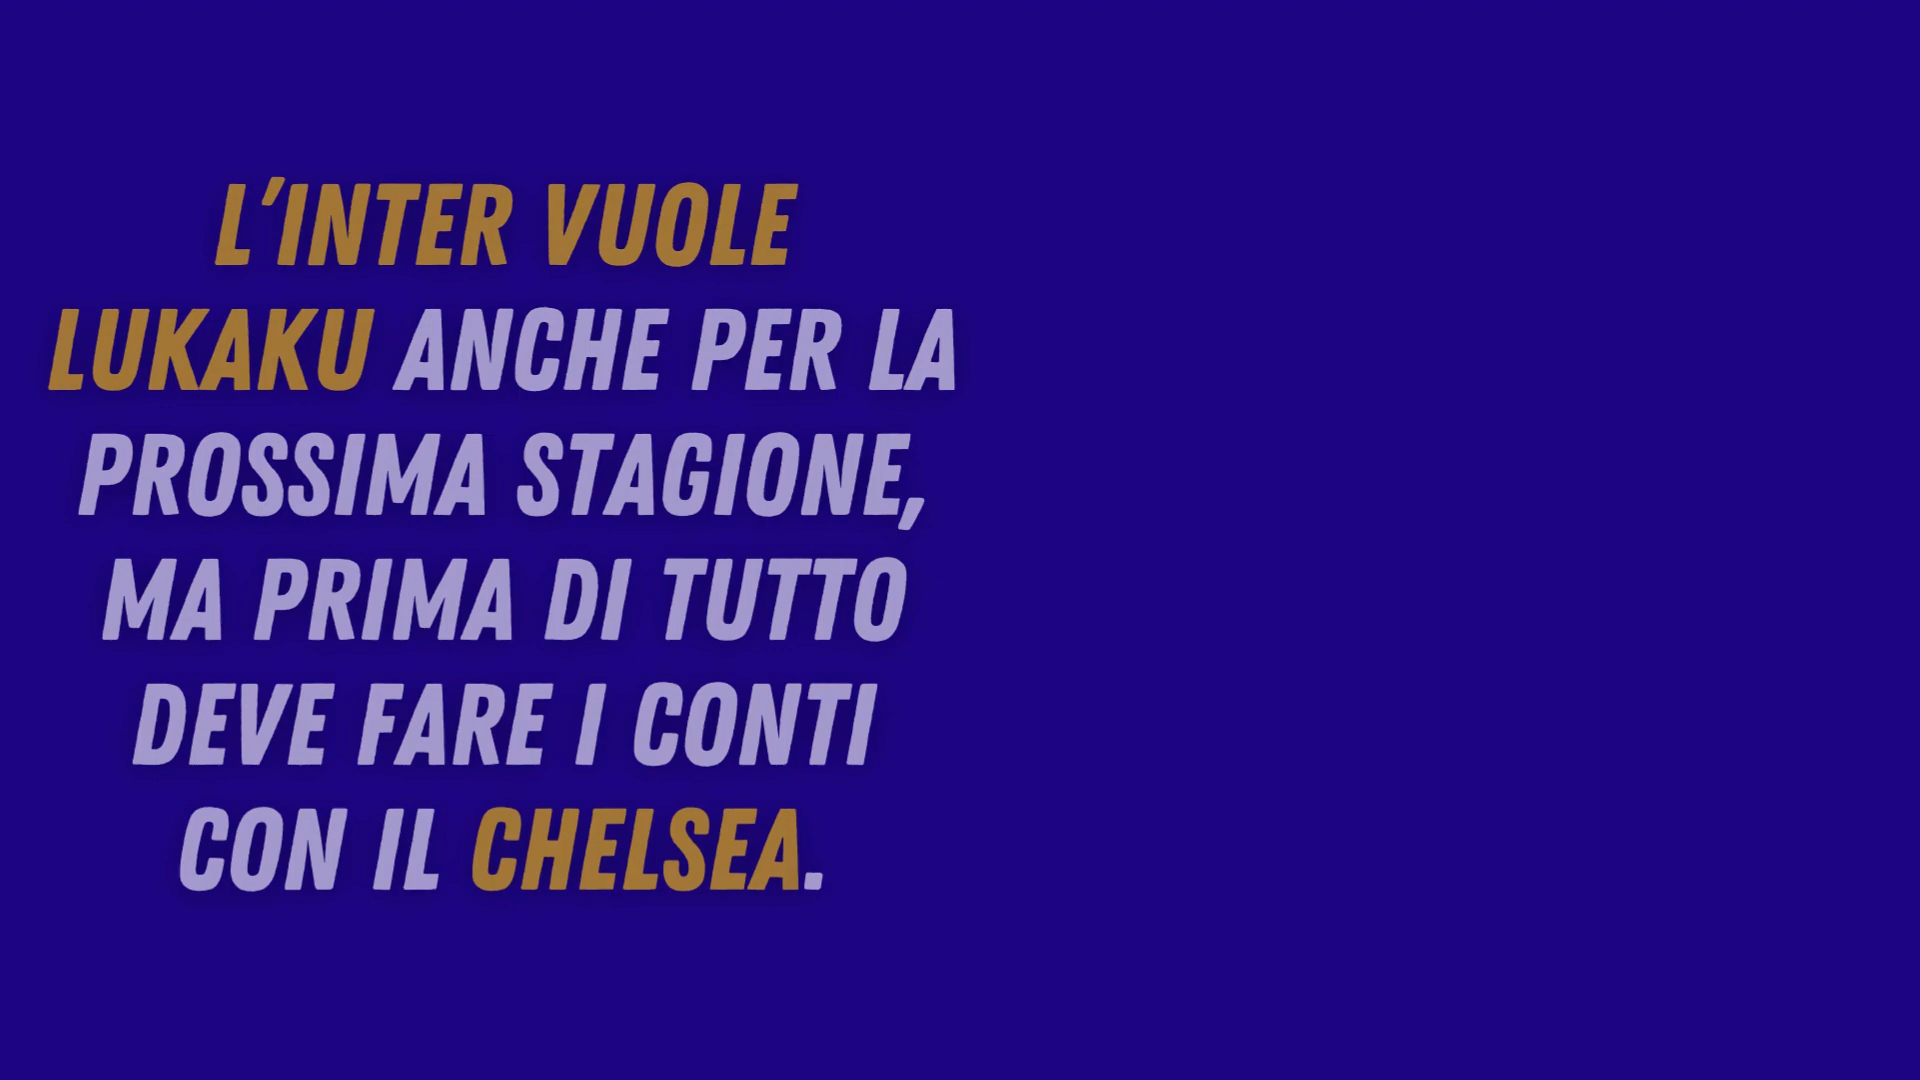 L'INTER VUOLE
LUKAKU ANCHE PER LA
PROSSIMA STAGIONE,
MA PRIMA DI TUTTO
DEVE FARE I CONTI
CON IL CHELSEA.